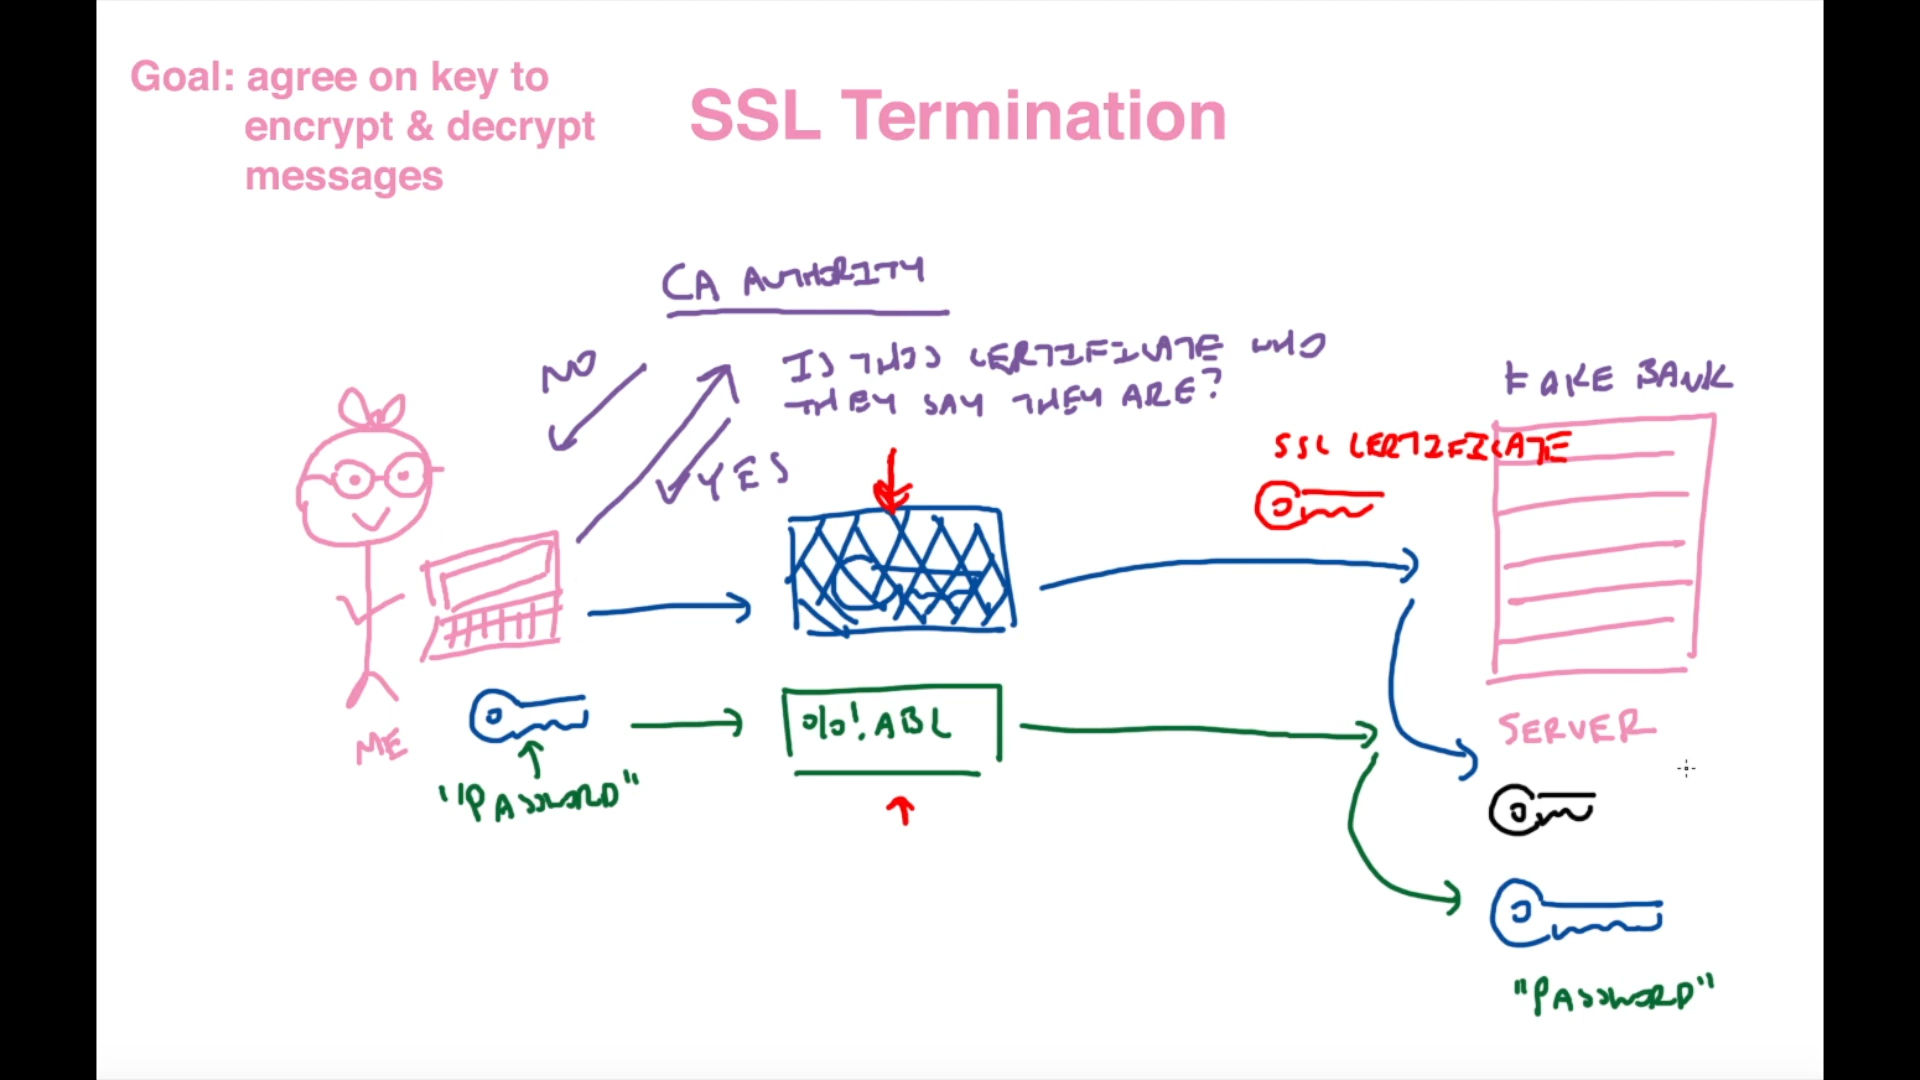 Goal: agree on key to
encrypt & decrypt
messages
SSL Termination
CA AUTHORITY
NO
IS THIS CERTIFICATE WHO
THEY SAY THEY ARE?
YES
FAKE BANK
SSL CERTIFICATE
%! ABC
SERVER
ME
"PASSWORD"
"PASSWORD"